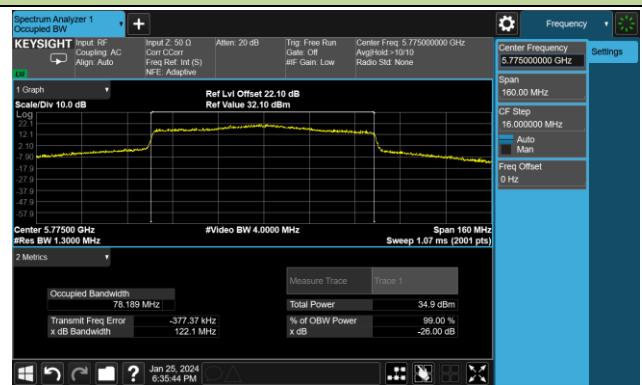 Spectrum Analyzer 1
Occupied BW
Frequency
KEYSIGHT
Input: RF
Coupling: AC
Align: Auto
Input Z: 50 Ω
Corr CCorr
Freq Ref: Int (S)
NFE: Adaptive
Atten: 20 dB
Trig: Free Run
Gate: Off
#IF Gain: Low
Center Freq: 5.775000000 GHz
Avg|Hold:>10/10
Radio Std: None
Center Frequency
5.775000000 GHz
Settings
Span
160.00 MHz
CF Step
16.000000 MHz
Auto
Man
Freq Offset
0 Hz
1 Graph
Scale/Div 10.0 dB
Ref Lvl Offset 22.10 dB
Ref Value 32.10 dBm
Log
22.1
12.1
2.10
-7.90
-17.9
-27.9
-37.9
-47.9
-57.9
Center 5.77500 GHz
#Video BW 4.0000 MHz
Span 160 MHz
#Res BW 1.3000 MHz
Sweep 1.07 ms (2001 pts)
2 Metrics
Measure Trace
Trace 1
Occupied Bandwidth
78.189 MHz
Total Power
34.9 dBm
Transmit Freq Error
-377.37 kHz
% of OBW Power
99.00 %
x dB Bandwidth
122.1 MHz
x dB
-26.00 dB
Jan 25, 2024
6:35:44 PM